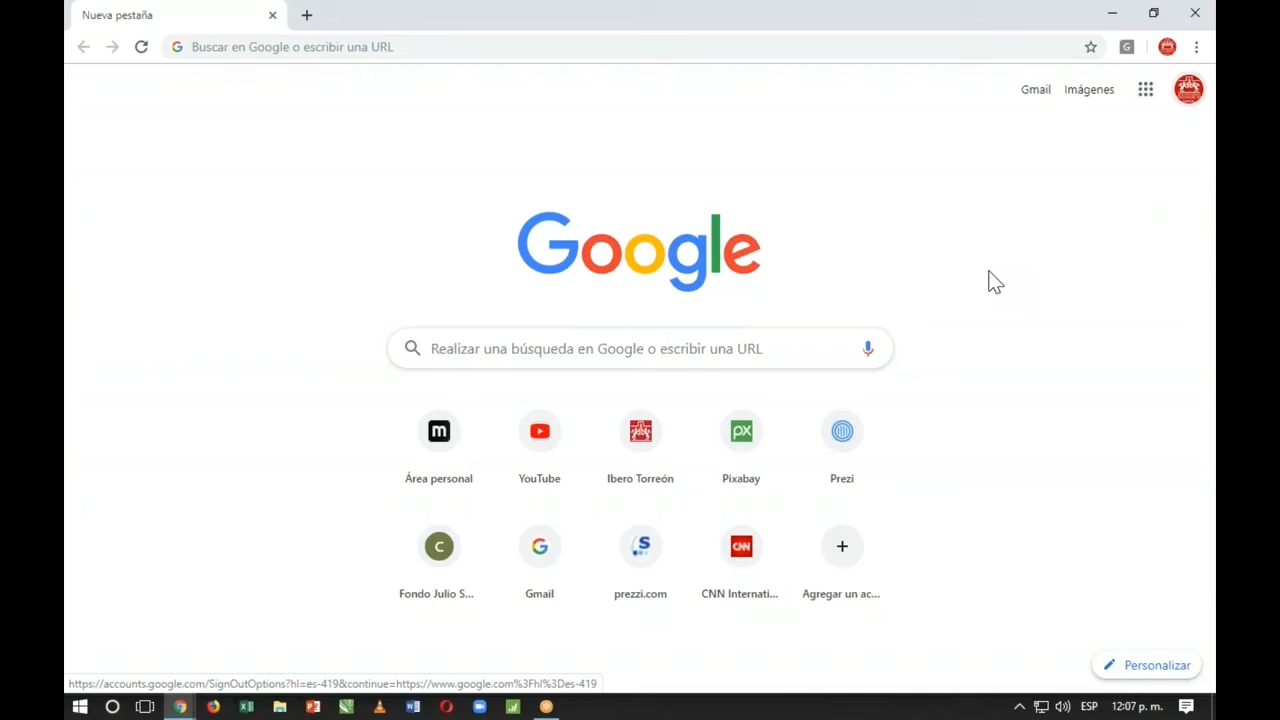 Nueva pestaña
Buscar en Google o escribir una URL
G
Gmail Imágenes
Google
Realizar una búsqueda en Google o escribir una URL
m px
Área personal YouTube Ibero Torreón Pixabay Prezi
C G S CNN +
Fondo Julio S... Gmail prezzi.com CNN Internati... Agregar un ac...
Personalizar
https://accounts.google.com/SignOutOptions?hl=es-419&continue=https://www.google.com%3Fhl%3Des-419
ESP 12:07 p. m.